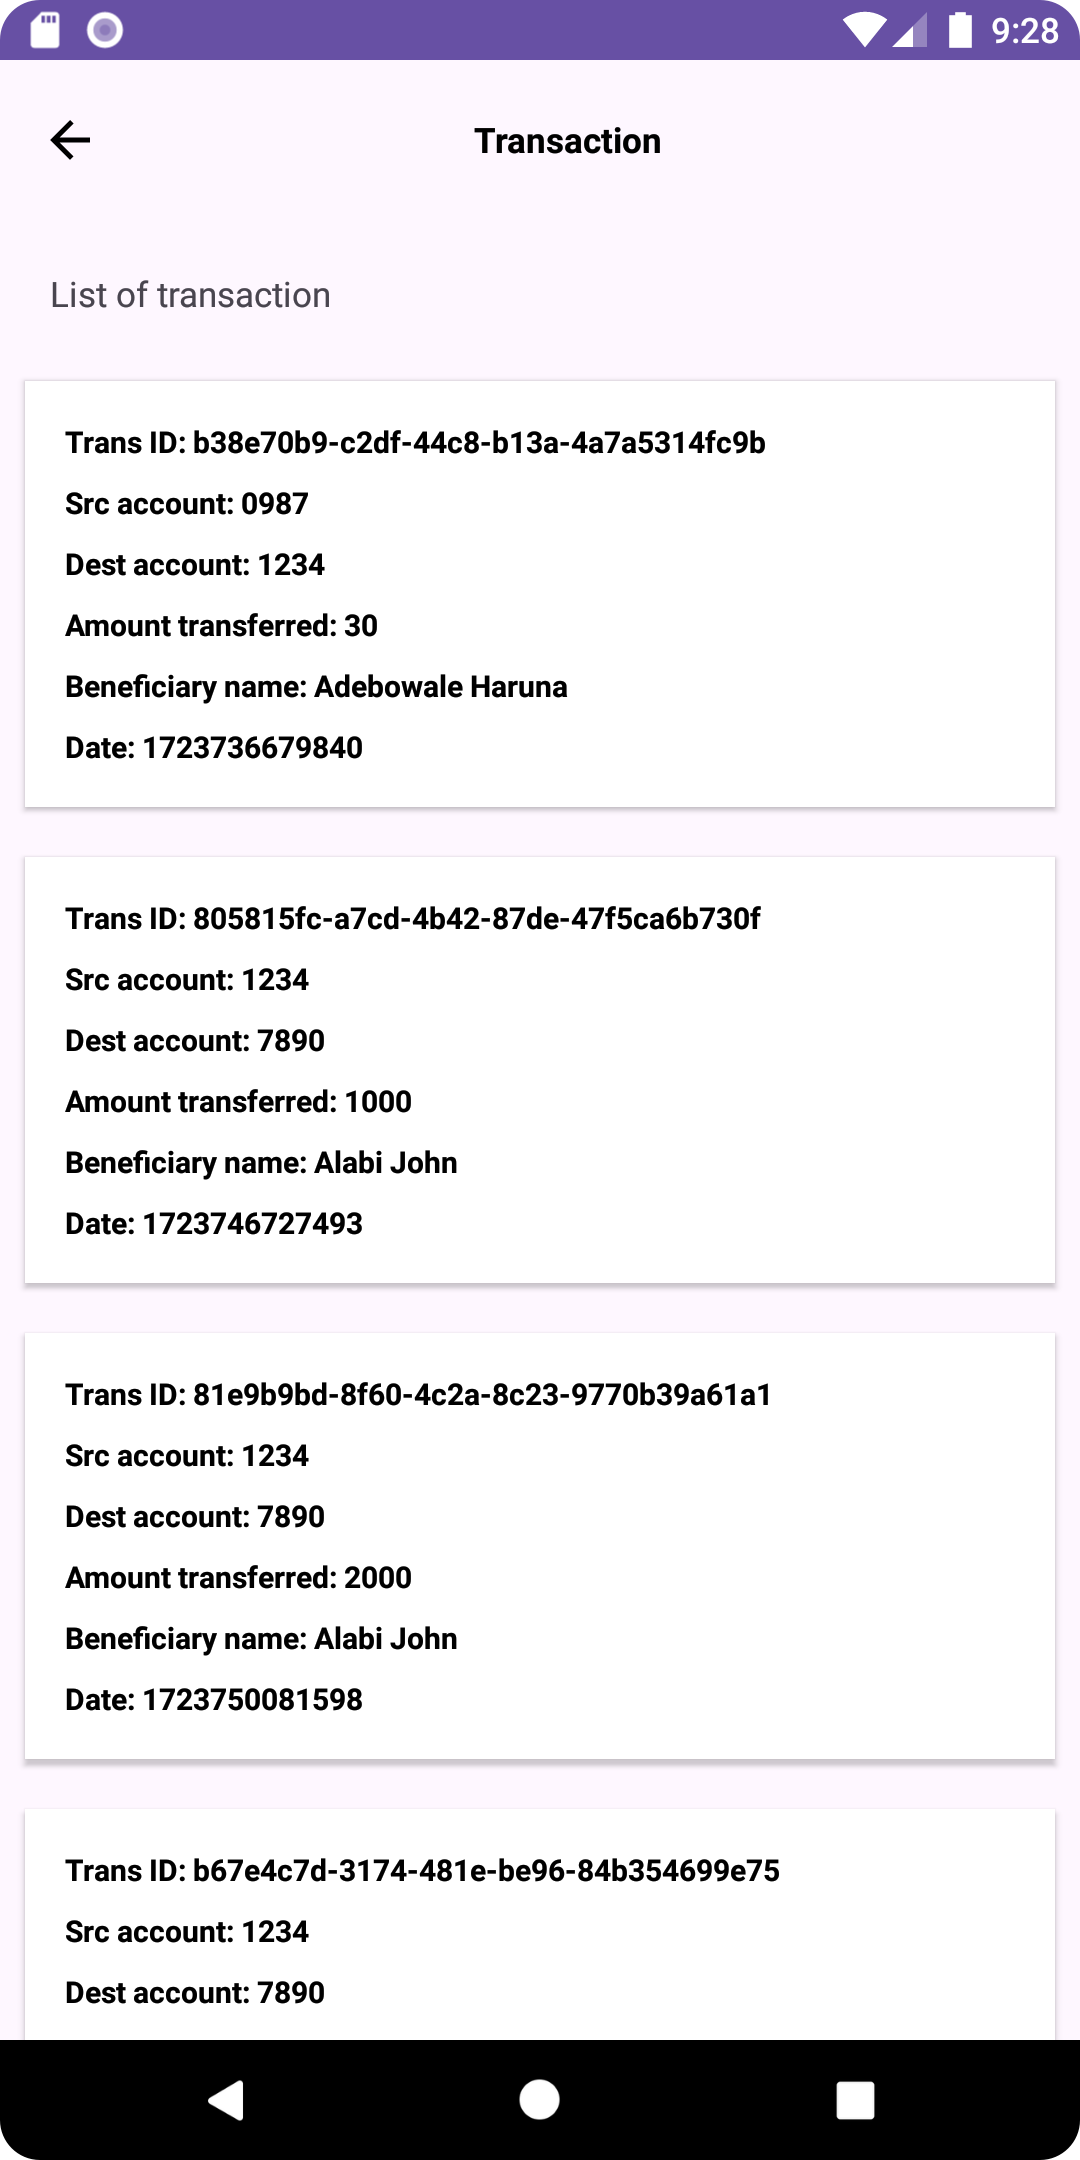 9:28
Transaction
List of transaction
Trans ID: b38e70b9-c2df-44c8-b13a-4a7a5314fc9b
Src account: 0987
Dest account: 1234
Amount transferred: 30
Beneficiary name: Adebowale Haruna
Date: 1723736679840
Trans ID: 805815fc-a7cd-4b42-87de-47f5ca6b730f
Src account: 1234
Dest account: 7890
Amount transferred: 1000
Beneficiary name: Alabi John
Date: 1723746727493
Trans ID: 81e9b9bd-8f60-4c2a-8c23-9770b39a61a1
Src account: 1234
Dest account: 7890
Amount transferred: 2000
Beneficiary name: Alabi John
Date: 1723750081598
Trans ID: b67e4c7d-3174-481e-be96-84b354699e75
Src account: 1234
Dest account: 7890